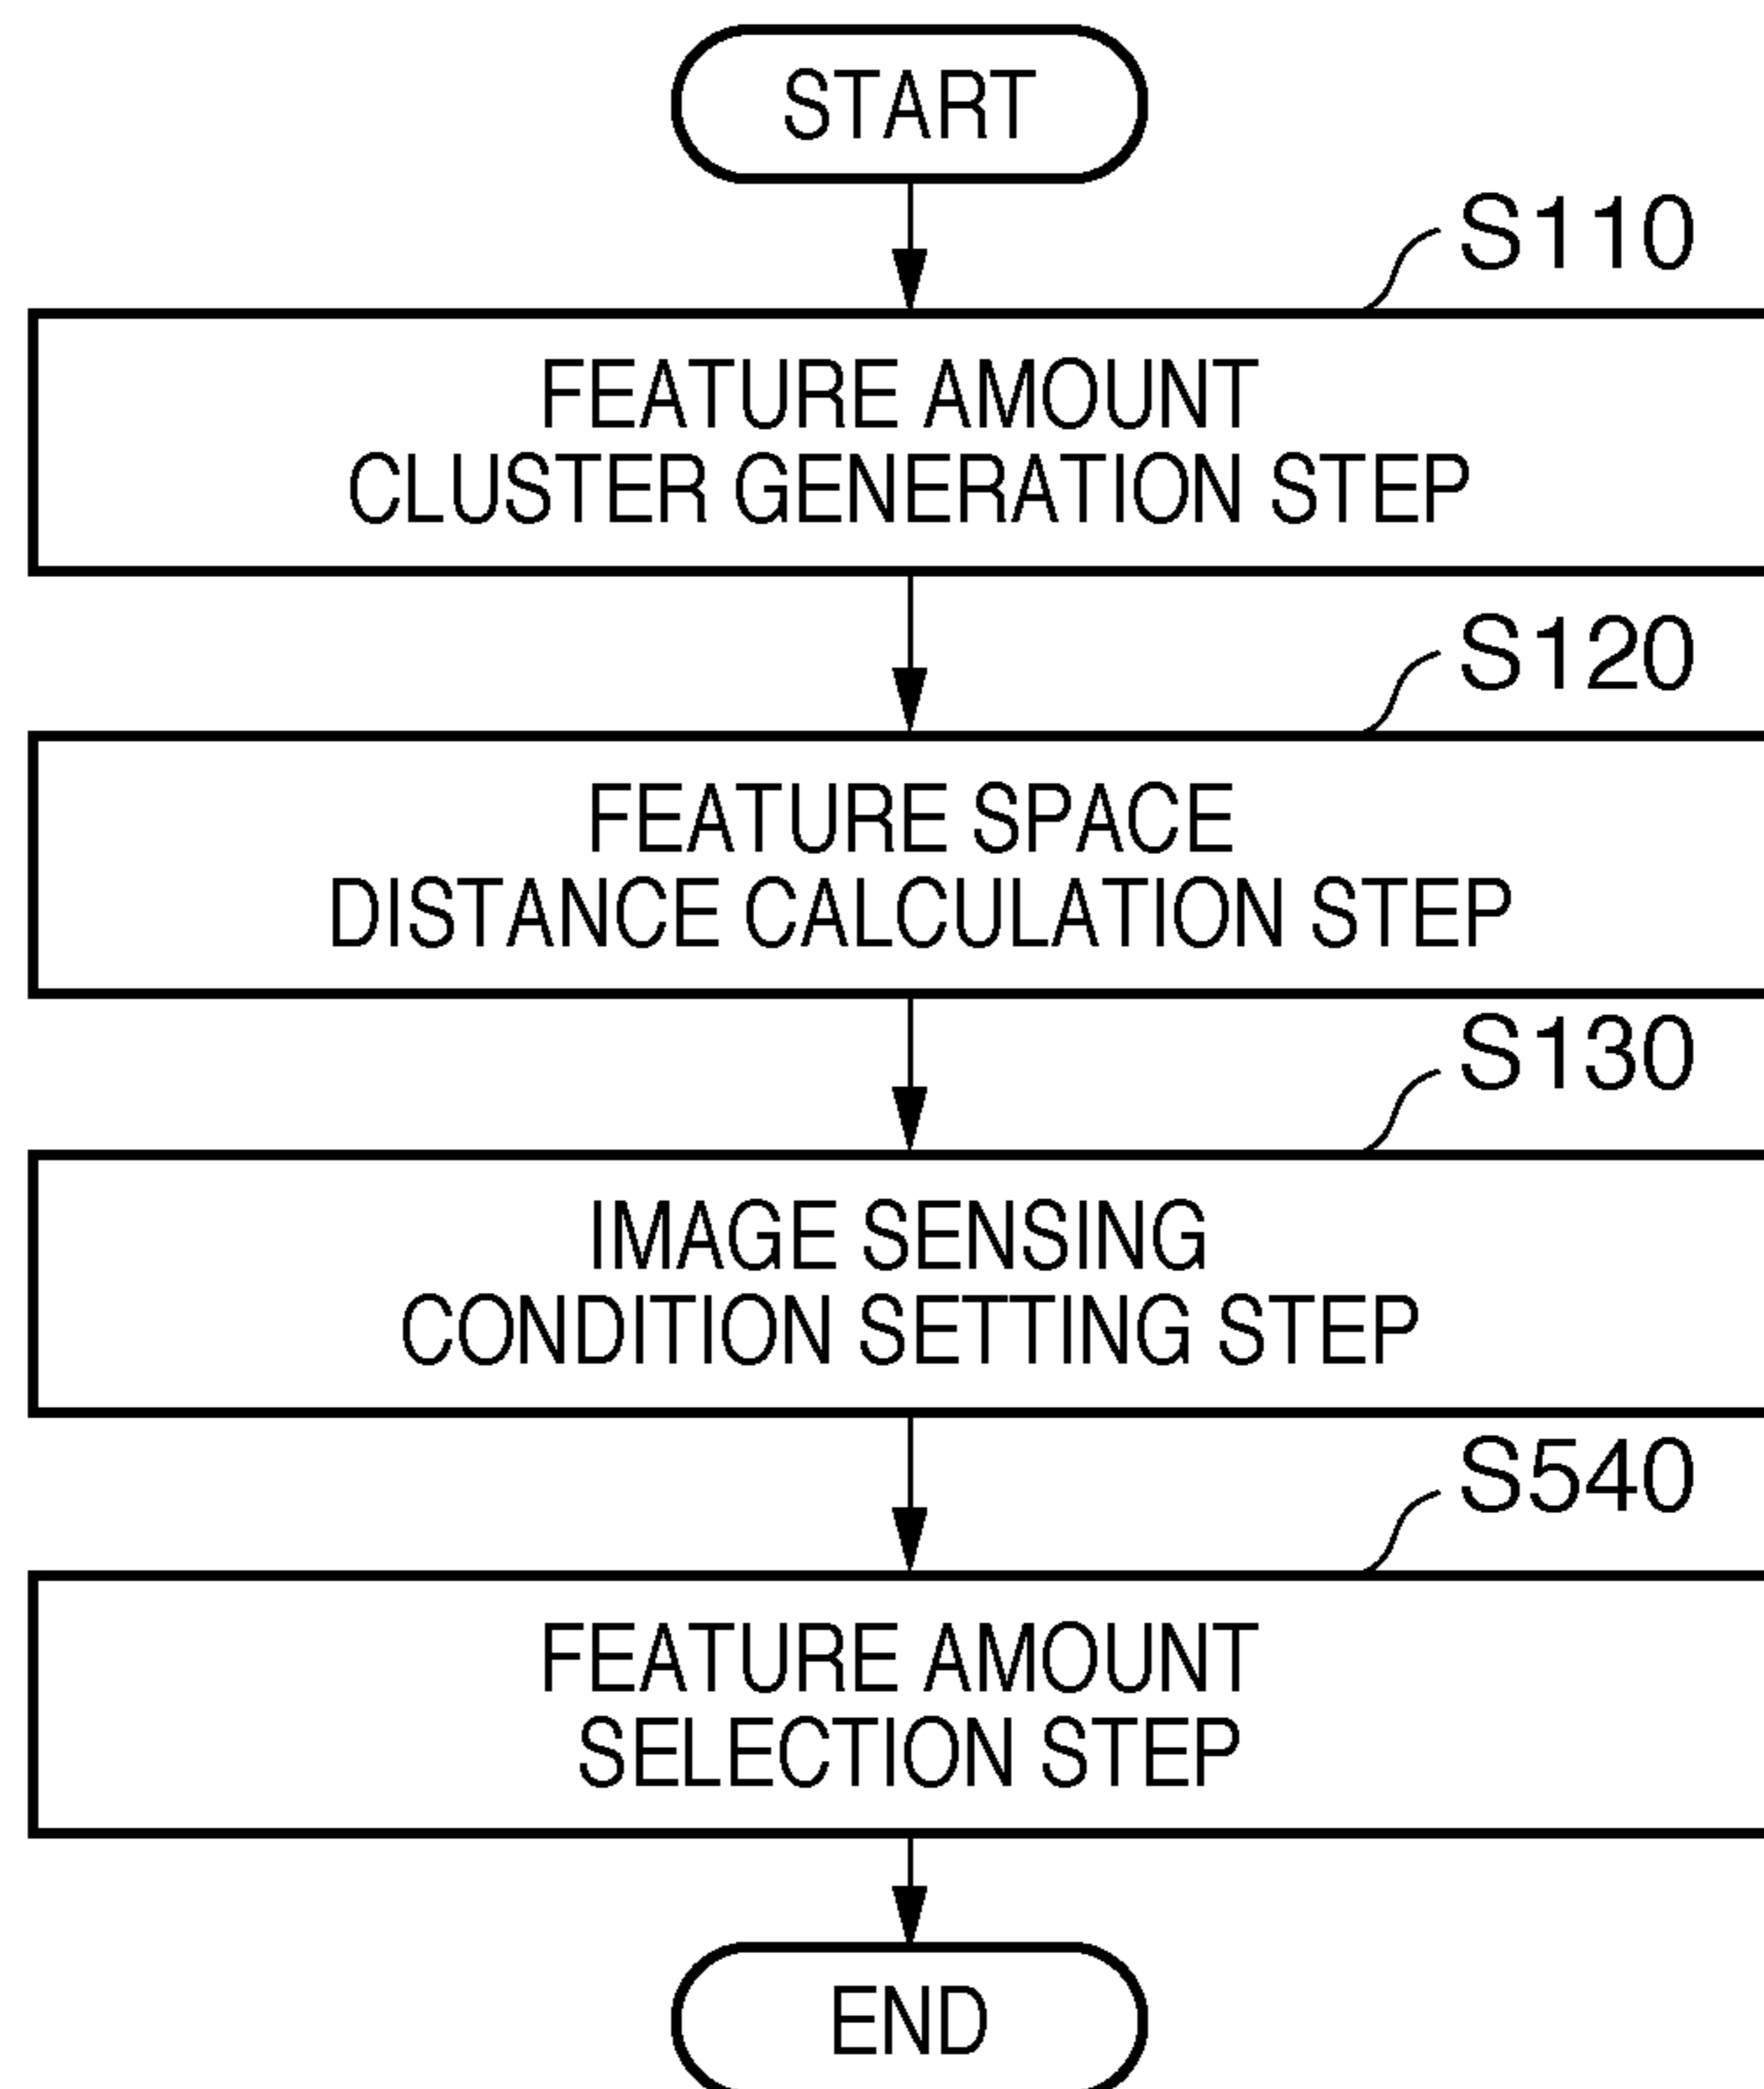 START
S110
FEATURE AMOUNT
CLUSTER GENERATION STEP
S120
FEATURE SPACE
DISTANCE CALCULATION STEP
S130
IMAGE SENSING
CONDITION SETTING STEP
S540
FEATURE AMOUNT
SELECTION STEP
END